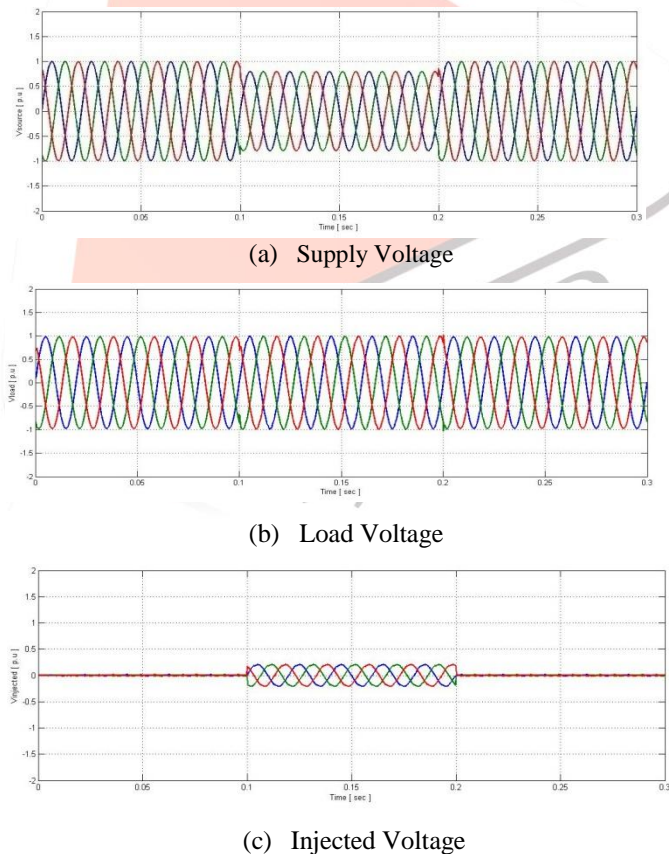 2
1.5
1
0.5
0
-0.5
-1
-1.5
-2
Vsource [ p.u ]
0 0.05 0.1 0.15 0.2 0.25 0.3
Time [ sec ]
(a) Supply Voltage
2
1.5
1
0.5
0
-0.5
-1
-1.5
-2
Vload [ p.u ]
0 0.05 0.1 0.15 0.2 0.25 0.3
Time [ sec ]
(b) Load Voltage
2
1.5
1
0.5
0
-0.5
-1
-1.5
-2
Vinjected [ p.u ]
0 0.05 0.1 0.15 0.2 0.25 0.3
Time [ sec ]
(c) Injected Voltage